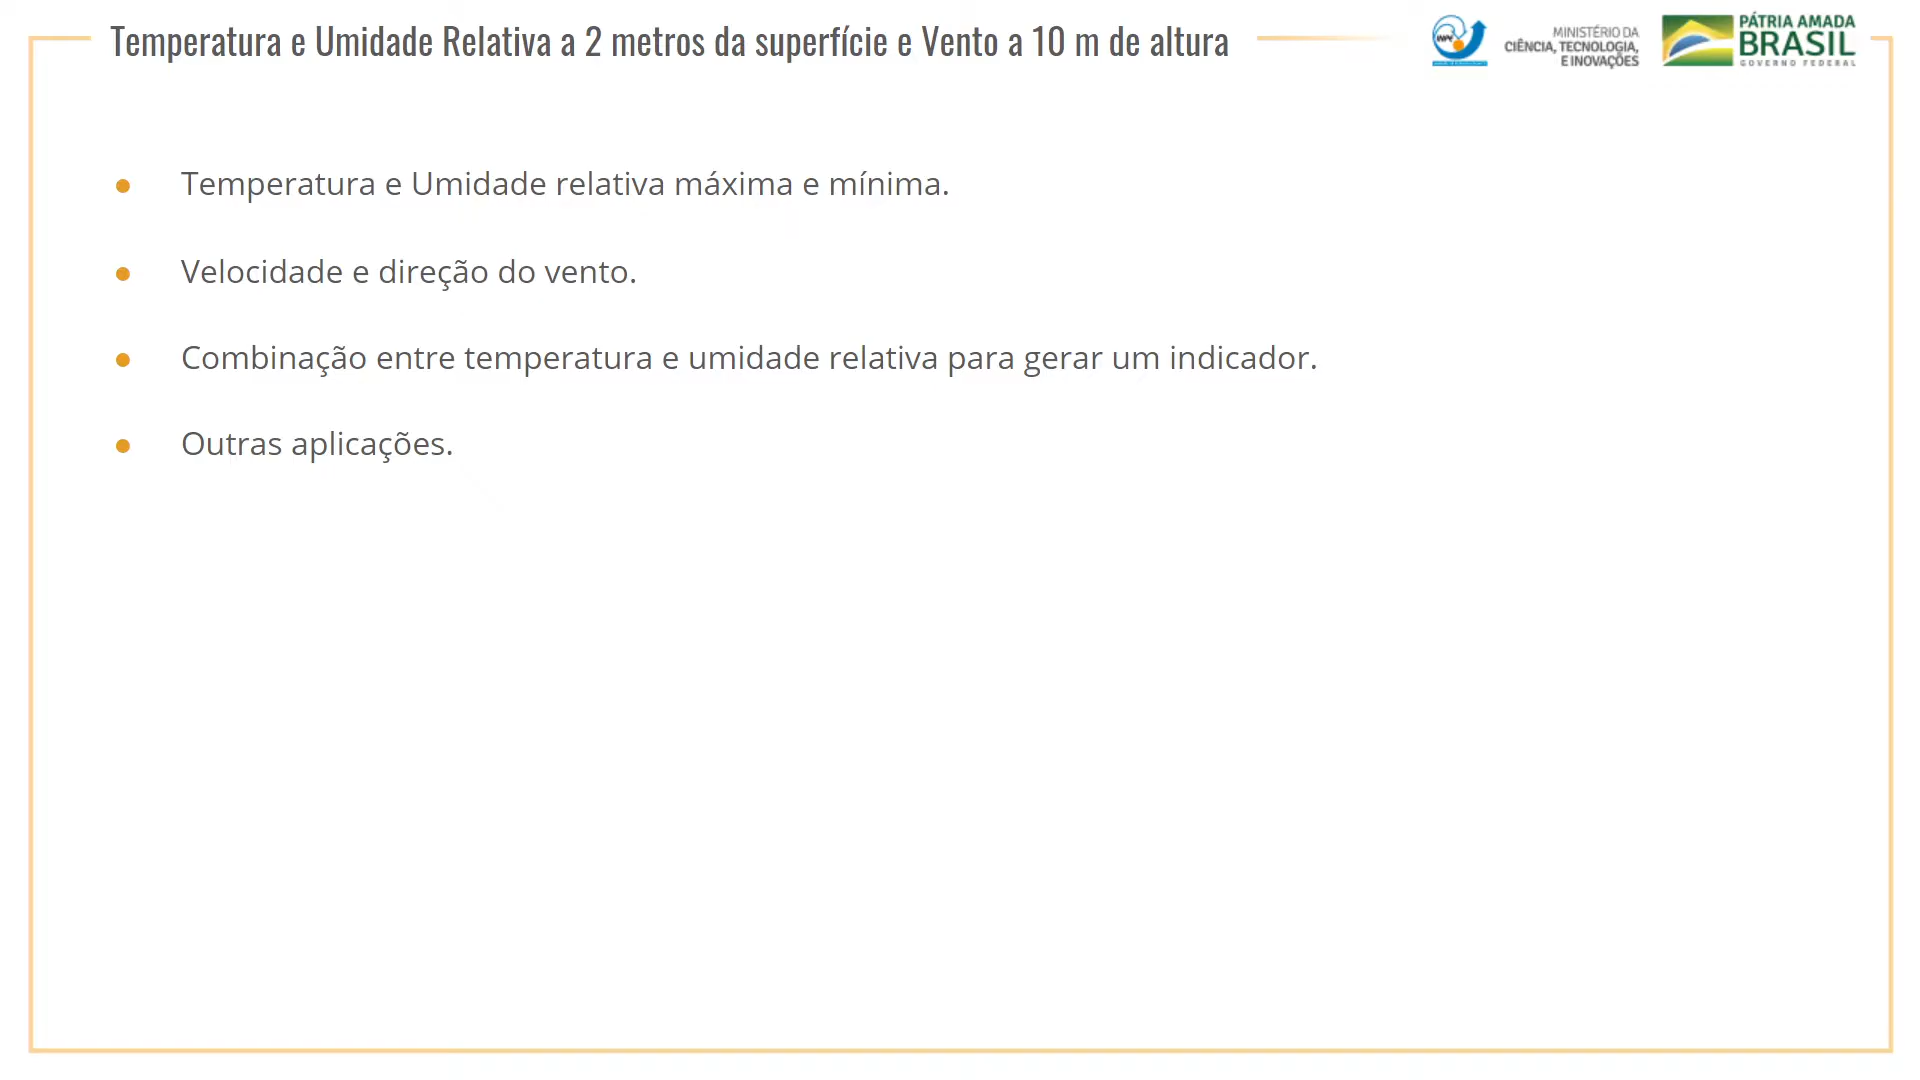 Temperatura e Umidade Relativa a 2 metros da superfície e Vento a 10 m de altura
INPE
MINISTÉRIO DA
CIÊNCIA, TECNOLOGIA,
E INOVAÇÕES
PÁTRIA AMADA
BRASIL
GOVERNO FEDERAL
Temperatura e Umidade relativa máxima e mínima.
Velocidade e direção do vento.
Combinação entre temperatura e umidade relativa para gerar um indicador.
Outras aplicações.